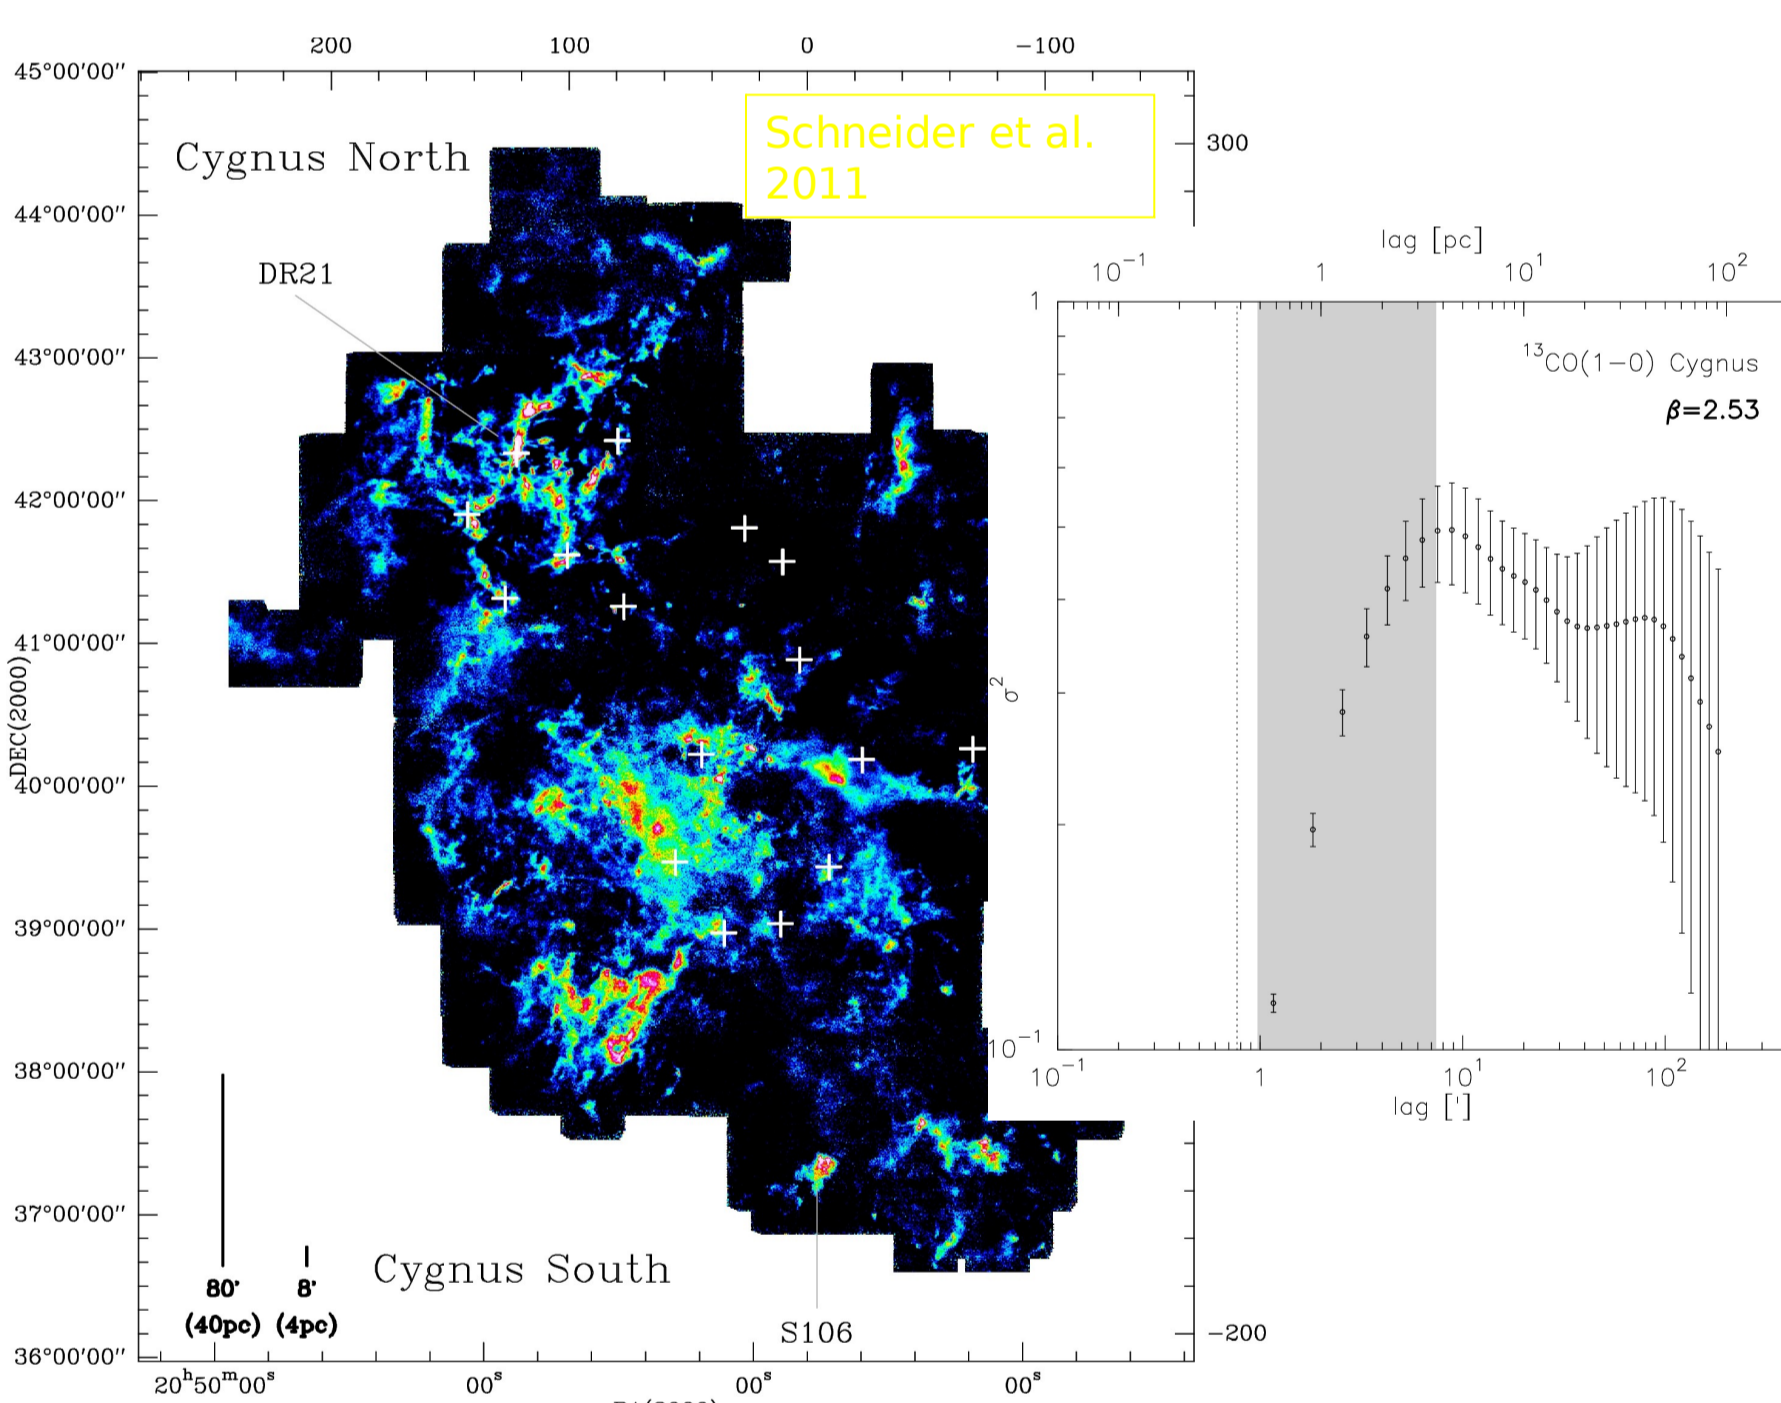 200 100 0 −100
45°00′00″
Schneider et al.
2011
Cygnus North
300
44°00′00″
DR21
43°00′00″
42°00′00″
41°00′00″
DEC(2000)
40°00′00″
39°00′00″
38°00′00″
37°00′00″
36°00′00″
80' 8'
(40pc) (4pc)
Cygnus South
S106
−200
20ʰ50ᵐ00ˢ 00ˢ 00ˢ 00ˢ
lag [pc]
10⁻¹ 1 10¹ 10²
1
¹³CO(1−0) Cygnus
β=2.53
σ²
10⁻¹
10⁻¹ 1 10¹ 10²
lag [']